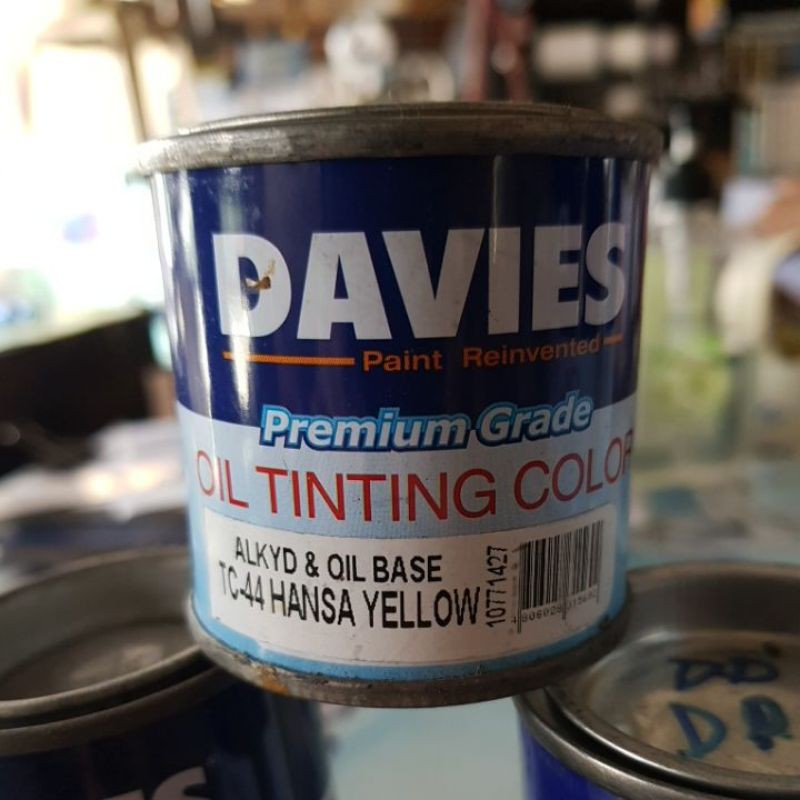 DAVIES
Paint Reinvented
Premium Grade
OIL TINTING COLOR
ALKYD & OIL BASE
TC-44 HANSA YELLOW
10771427